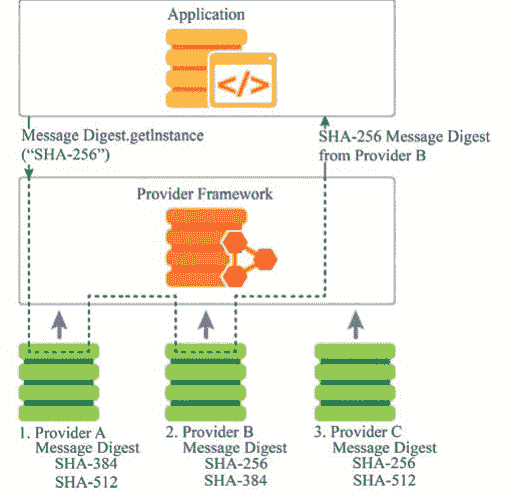 Application
</>
Message Digest.getInstance
("SHA-256")
SHA-256 Message Digest
from Provider B
Provider Framework
1. Provider A
Message Digest
SHA-384
SHA-512
2. Provider B
Message Digest
SHA-256
SHA-384
3. Provider C
Message Digest
SHA-256
SHA-512